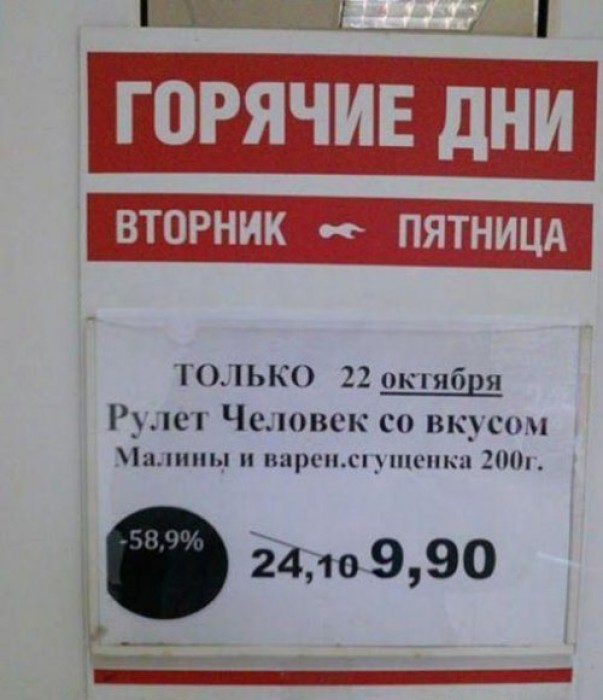 ГОРЯЧИЕ ДНИ
ВТОРНИК ПЯТНИЦА
ТОЛЬКО 22 октября
Рулет Человек со вкусом
Малины и варен.сгущенка 200г.
-58,9% 24,10 9,90